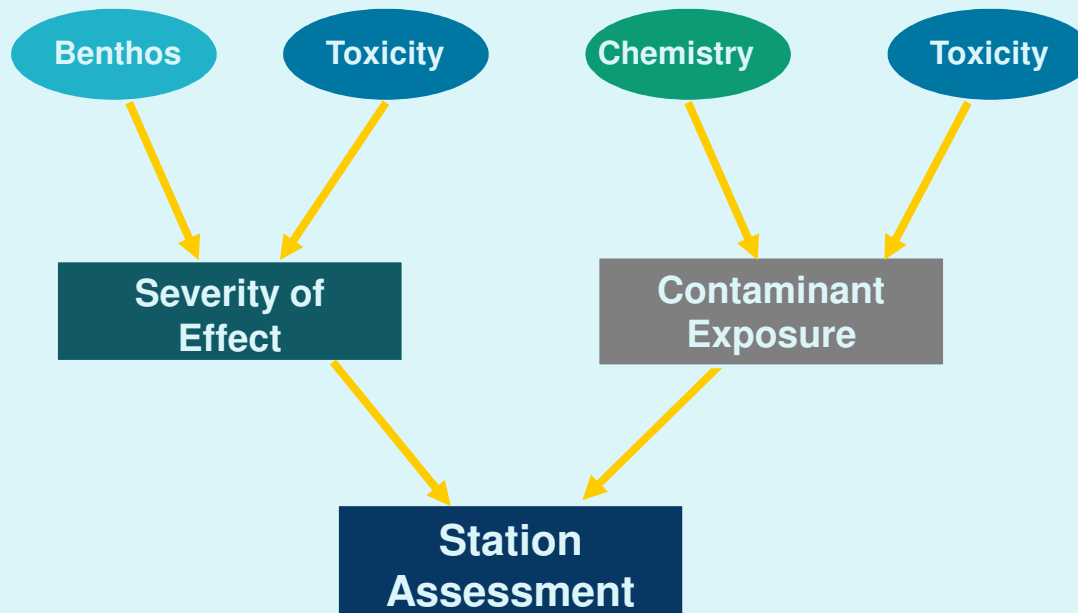 Benthos
Toxicity
Chemistry
Toxicity
Severity of
Effect
Contaminant
Exposure
Station
Assessment